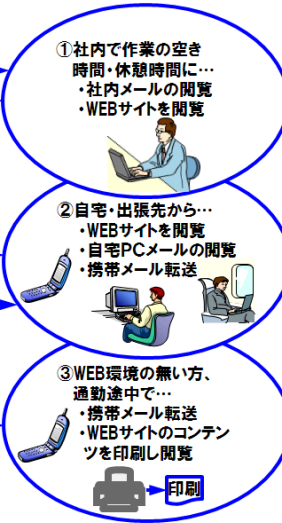 ①社内で作業の空き
時間・休憩時間に…
・社内メールの閲覧
・WEBサイトを閲覧
②自宅・出張先から…
・WEBサイトを閲覧
・自宅PCメールの閲覧
・携帯メール転送
③WEB環境の無い方、
通勤途中で…
・携帯メール転送
・WEBサイトのコンテン
ツを印刷し閲覧
印刷